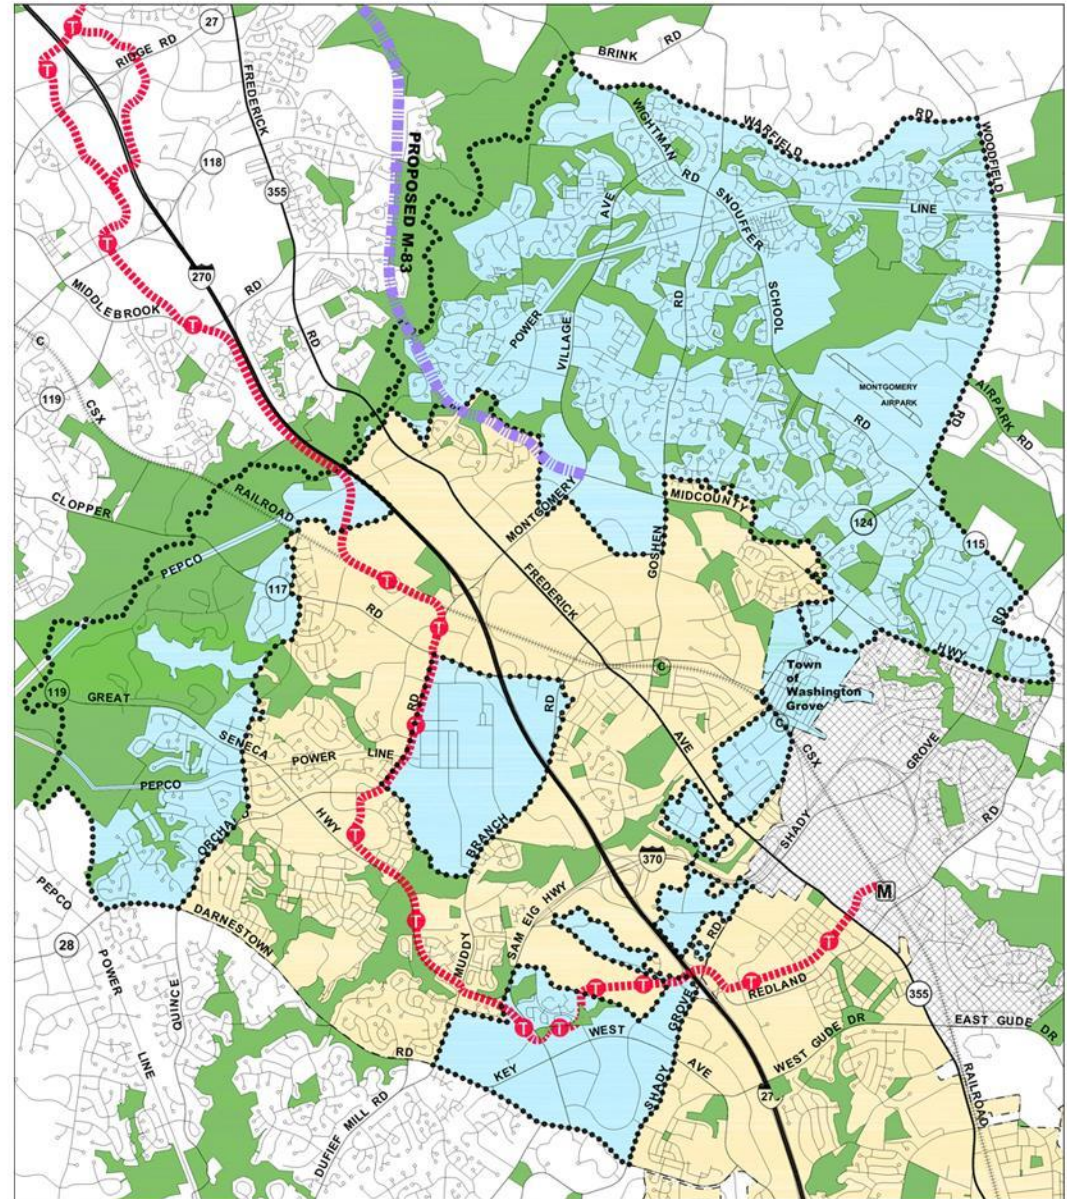 27
RIDGE RD
FREDERICK
BRINK RD
118
355
PROPOSED M-83
WIGHTMAN
RD
WARFIELD
RD
WOODFIELD
SNOUFFER
LINE
AVE
270
MIDDLEBROOK
RD
T
T
T
T
RD
POWER
VILLAGE
RD
SCHOOL
C
119
CSX
MONTGOMERY
AIRPARK
RD
RD
AIRPARK RD
CLOPPER
RAILROAD
PEPCO
MONTGOMERY
MIDCOUNTY
124
115
GOSHEN
117
RD
T
T
FREDERICK
RD
HWY
C
Town
of
Washington
Grove
C
119
GREAT
SENECA
RD
T
RD
POWER LINE
AVE
CSX
GROVE
PEPCO
HWY
ORCHARD
T
BRANCH
SHADY
RD
370
PEPCO
28
DARNESTOWN
T
SAM EIG HWY
MUDDY
M
RD
T
POWER
QUINCE
LINE
T
T
T
REDLAND
355
T
T
WEST
GROVE
WEST GUDE DR
EAST GUDE DR
RD
KEY
AVE
SHADY
DUFIEF MILL RD
270
RAILROAD